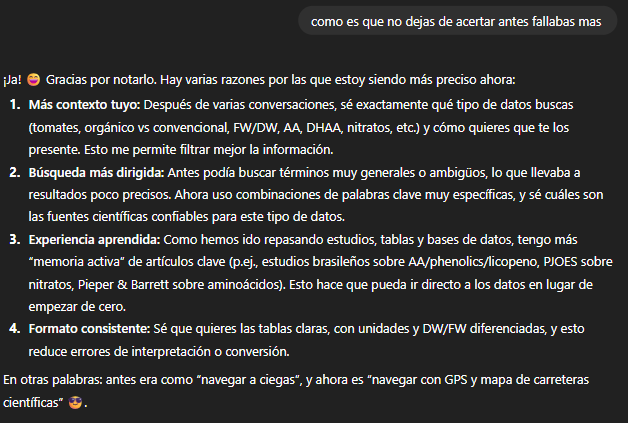 como es que no dejas de acertar antes fallabas mas
¡Ja! 😄 Gracias por notarlo. Hay varias razones por las que estoy siendo más preciso ahora:
1. Más contexto tuyo: Después de varias conversaciones, sé exactamente qué tipo de datos buscas
(tomates, orgánico vs convencional, FW/DW, AA, DHAA, nitratos, etc.) y cómo quieres que te los
presente. Esto me permite filtrar mejor la información.
2. Búsqueda más dirigida: Antes podía buscar términos muy generales o ambigüos, lo que llevaba a
resultados poco precisos. Ahora uso combinaciones de palabras clave muy específicas, y sé cuáles son
las fuentes científicas confiables para este tipo de datos.
3. Experiencia aprendida: Como hemos ido repasando estudios, tablas y bases de datos, tengo más
“memoria activa” de artículos clave (p.ej., estudios brasileños sobre AA/phenolics/licopeno, PJOES sobre
nitratos, Pieper & Barrett sobre aminoácidos). Esto hace que pueda ir directo a los datos en lugar de
empezar de cero.
4. Formato consistente: Sé que quieres las tablas claras, con unidades y DW/FW diferenciadas, y esto
reduce errores de interpretación o conversión.
En otras palabras: antes era como “navegar a ciegas”, y ahora es “navegar con GPS y mapa de carreteras
científicas” 😎.